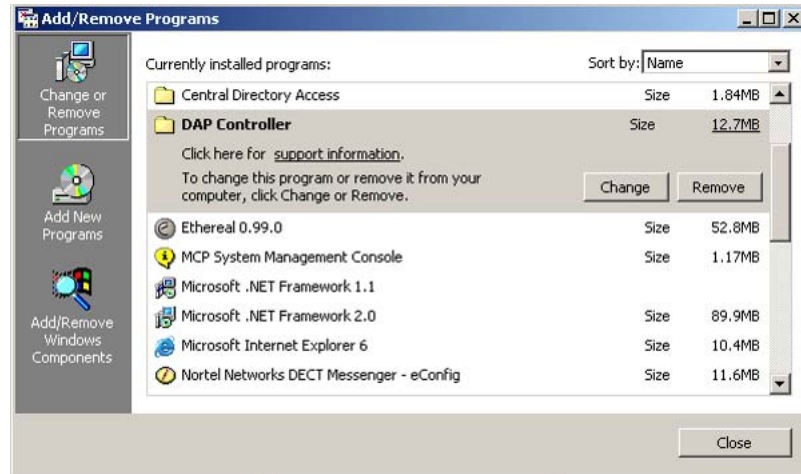 Add/Remove Programs
Change or
Remove
Programs
Add New
Programs
Add/Remove
Windows
Components
Currently installed programs:
Sort by: Name
Central Directory Access Size 1.84MB
DAP Controller Size 12.7MB
Click here for support information.
To change this program or remove it from your
computer, click Change or Remove.
Change Remove
Ethereal 0.99.0 Size 52.8MB
MCP System Management Console Size 1.17MB
Microsoft .NET Framework 1.1
Microsoft .NET Framework 2.0 Size 89.9MB
Microsoft Internet Explorer 6 Size 10.4MB
Nortel Networks DECT Messenger - eConfig Size 11.6MB
Close